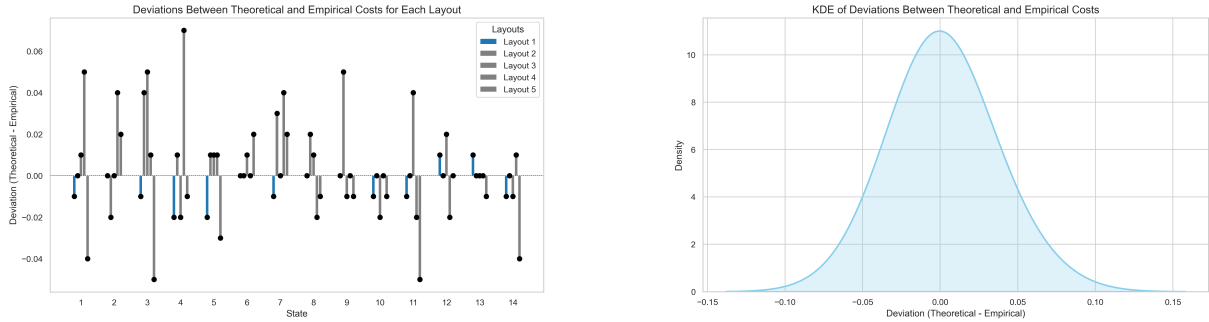 Deviations Between Theoretical and Empirical Costs for Each Layout
Deviation (Theoretical - Empirical)
0.06
0.04
0.02
0.00
−0.02
−0.04
Layouts
Layout 1
Layout 2
Layout 3
Layout 4
Layout 5
1 2 3 4 5 6 7 8 9 10 11 12 13 14
State
KDE of Deviations Between Theoretical and Empirical Costs
Density
10
8
6
4
2
0
−0.15 −0.10 −0.05 0.00 0.05 0.10 0.15
Deviation (Theoretical - Empirical)